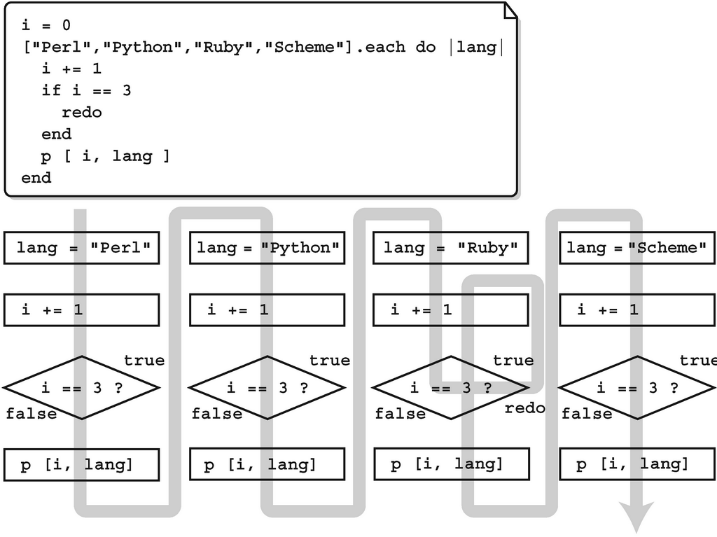 i = 0
["Perl","Python","Ruby","Scheme"].each do |lang|
i += 1
if i == 3
redo
end
p [ i, lang ]
end
lang = "Perl"
lang = "Python"
lang = "Ruby"
lang = "Scheme"
i += 1
i += 1
i += 1
i += 1
true
true
true
true
i == 3 ?
i == 3 ?
i == 3 ?
i == 3 ?
false
false
false
redo
false
p [i, lang]
p [i, lang]
p [i, lang]
p [i, lang]